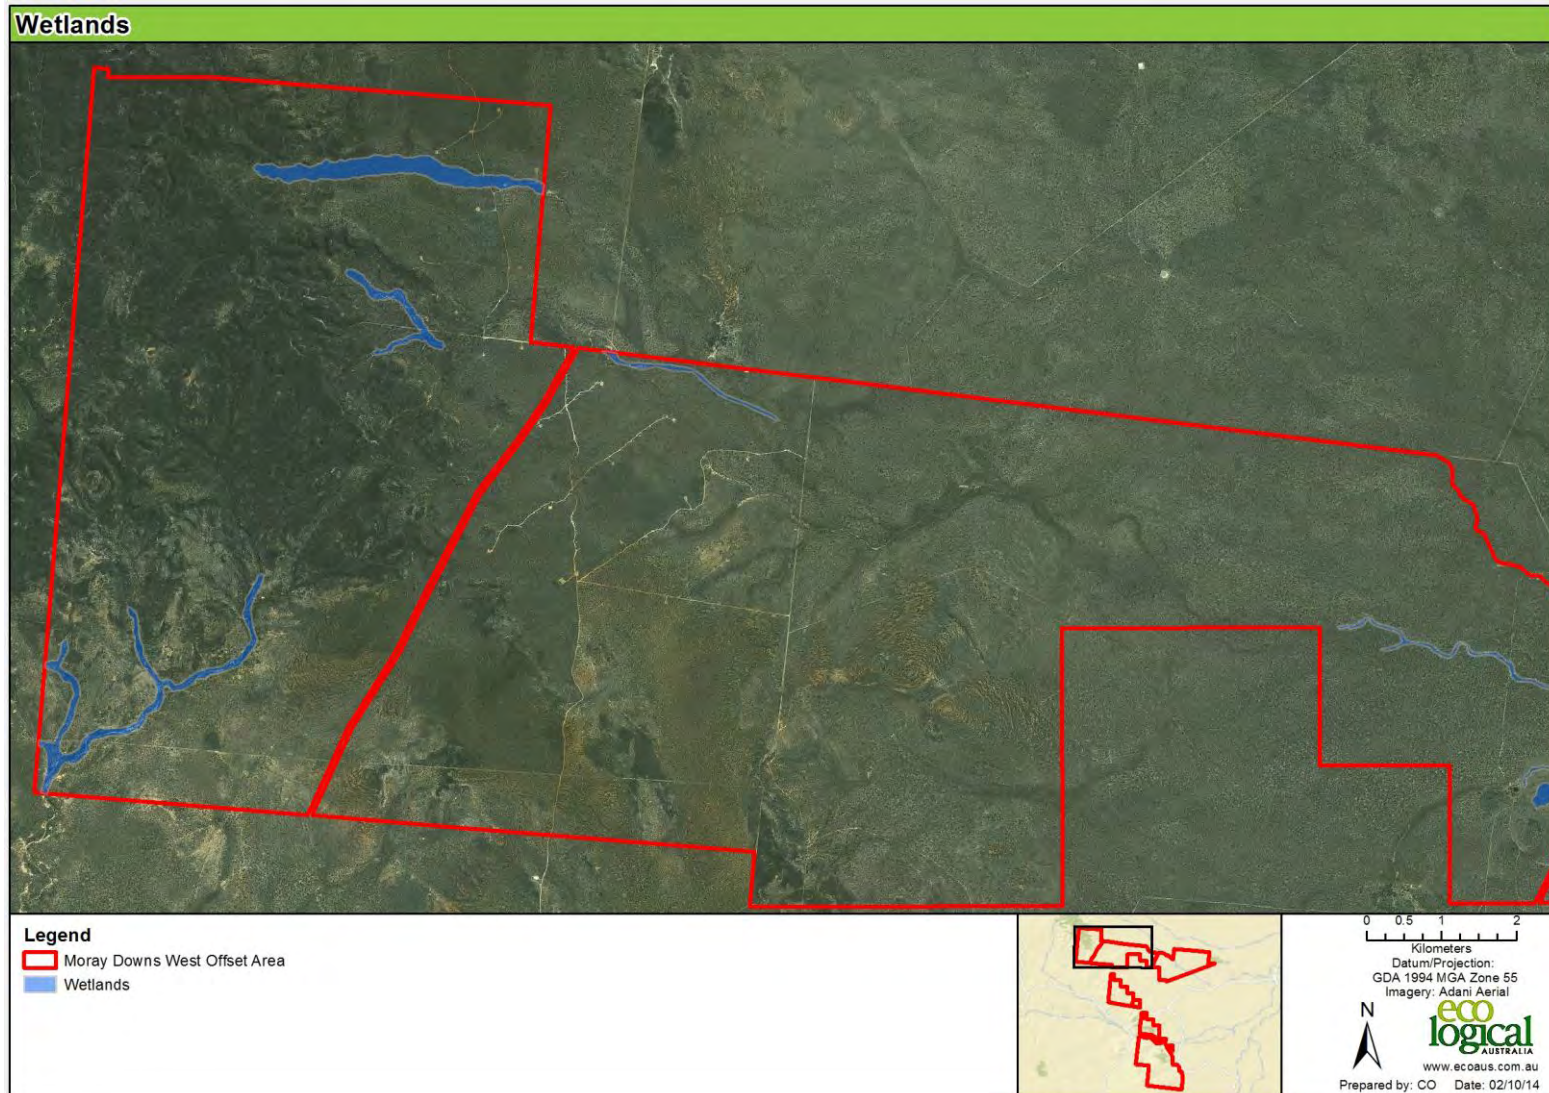 Wetlands
Legend
Moray Downs West Offset Area
Wetlands
0 0.5 1 2
Kilometers
Datum/Projection:
GDA 1994 MGA Zone 55
Imagery: Adani Aerial
N
eco
logical
AUSTRALIA
www.ecoaus.com.au
Prepared by: CO Date: 02/10/14